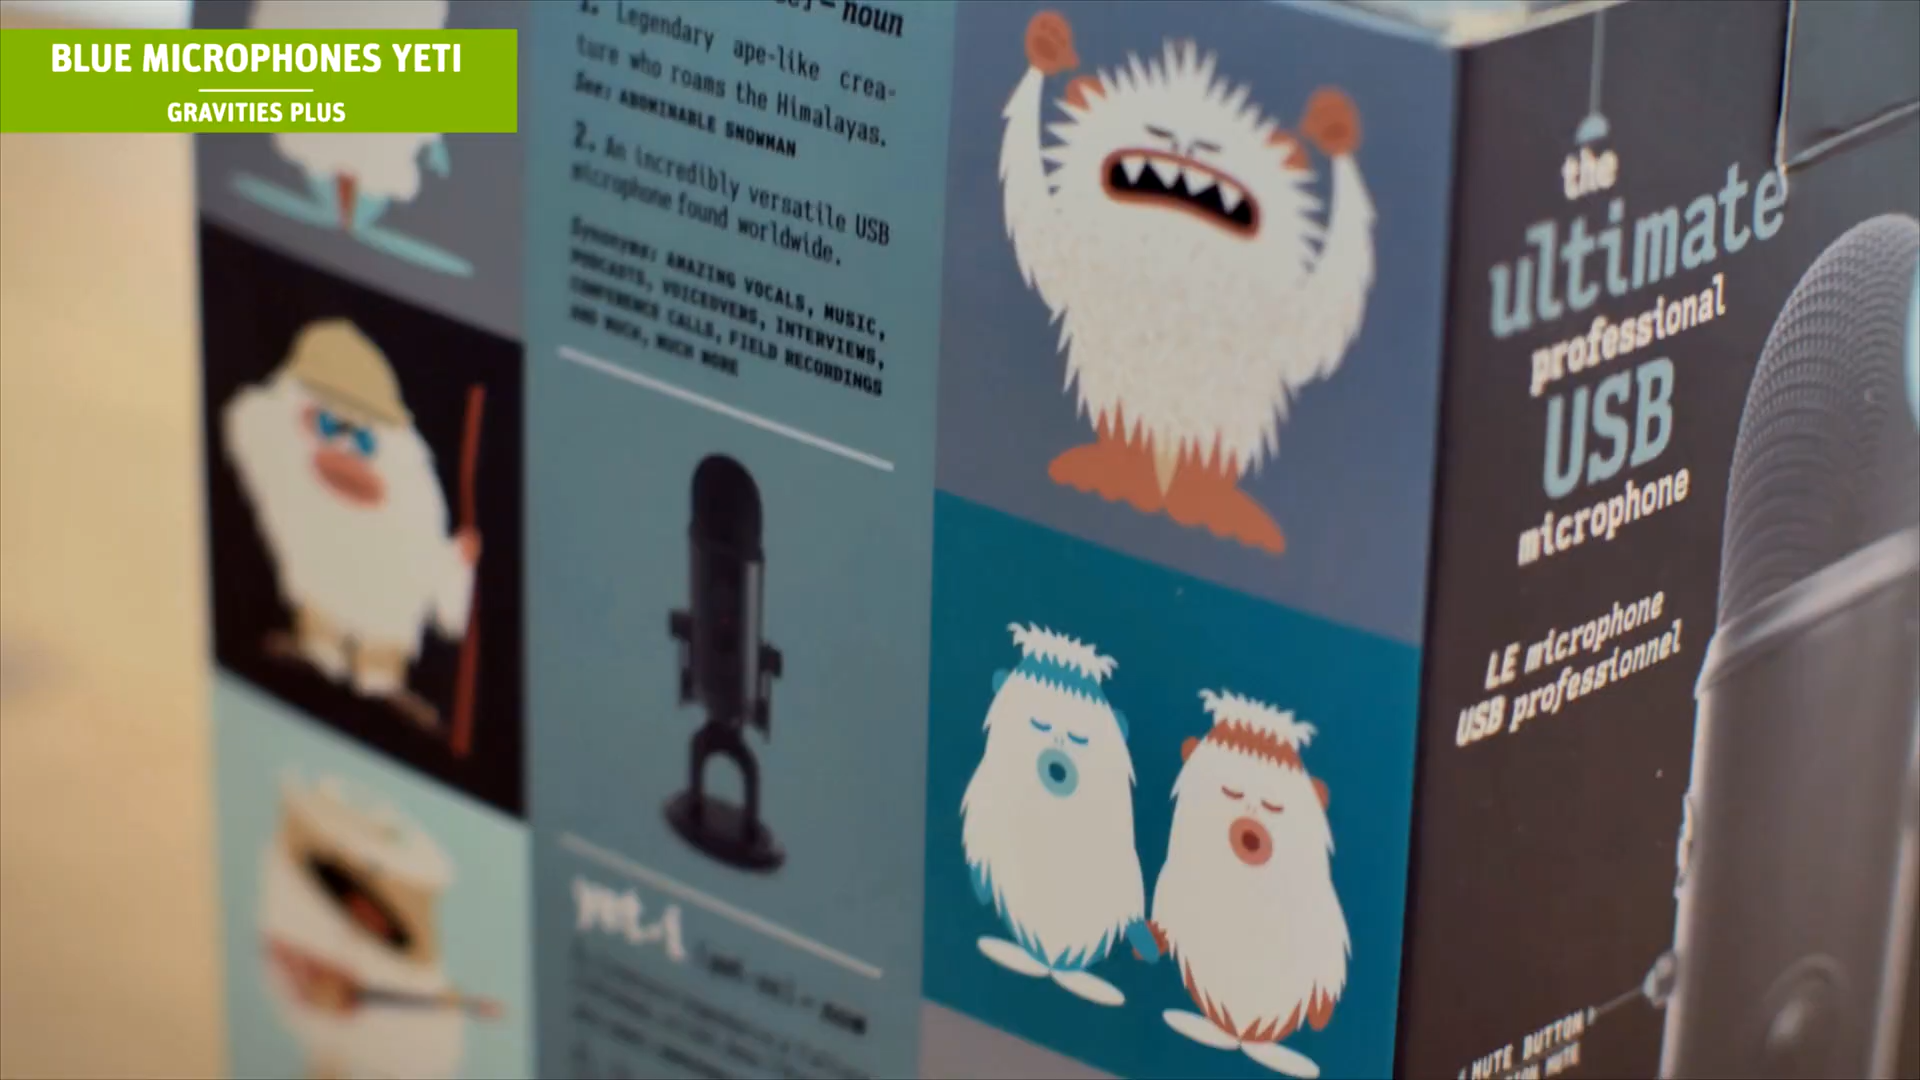 BLUE MICROPHONES YETI
GRAVITIES PLUS
noun
1. Legendary ape-like crea-
ture who roams the Himalayas.
See: ABOMINABLE SNOWMAN
2. An incredibly versatile USB
microphone found worldwide.
Synonyms: AMAZING VOCALS, MUSIC,
PODCASTS, VOICEOVERS, INTERVIEWS,
CONFERENCE CALLS, FIELD RECORDINGS
AND MUCH, MUCH MORE
yet·i
noun
the
ultimate
professional
USB
microphone
LE microphone
USB professionnel
MUTE BUTTON
MUTE